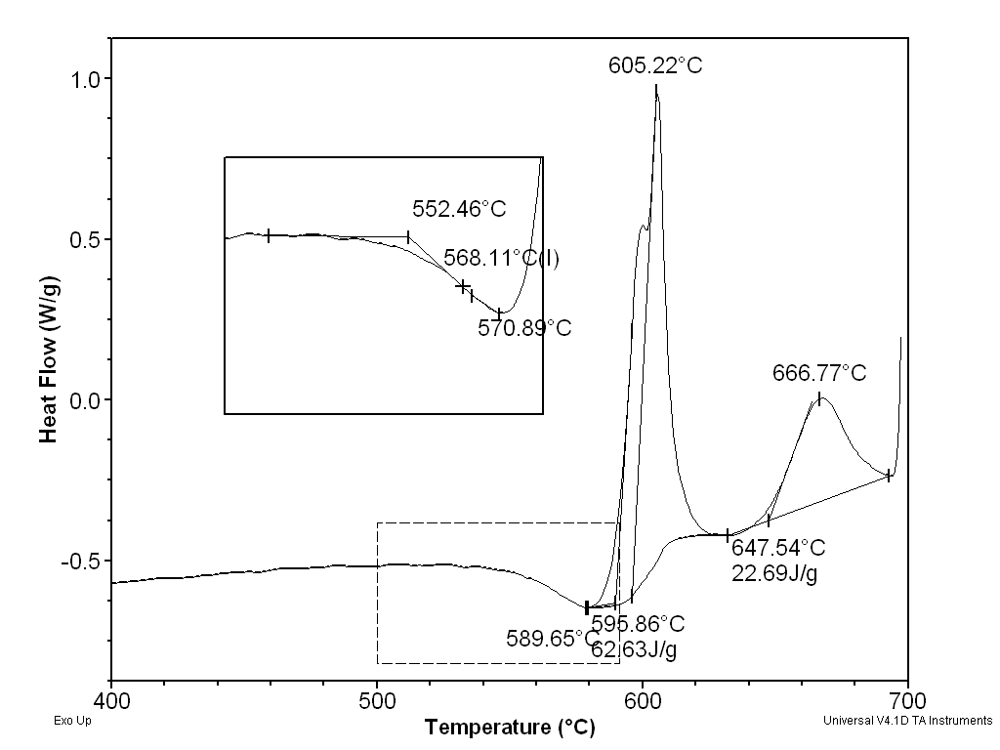 605.22°C
1.0
552.46°C
0.5
568.11°C(I)
570.89°C
Heat Flow (W/g)
666.77°C
0.0
-0.5
647.54°C
22.69J/g
595.86°C
589.65°C
62.63J/g
400
500
600
700
Exo Up
Temperature (°C)
Universal V4.1D TA Instruments